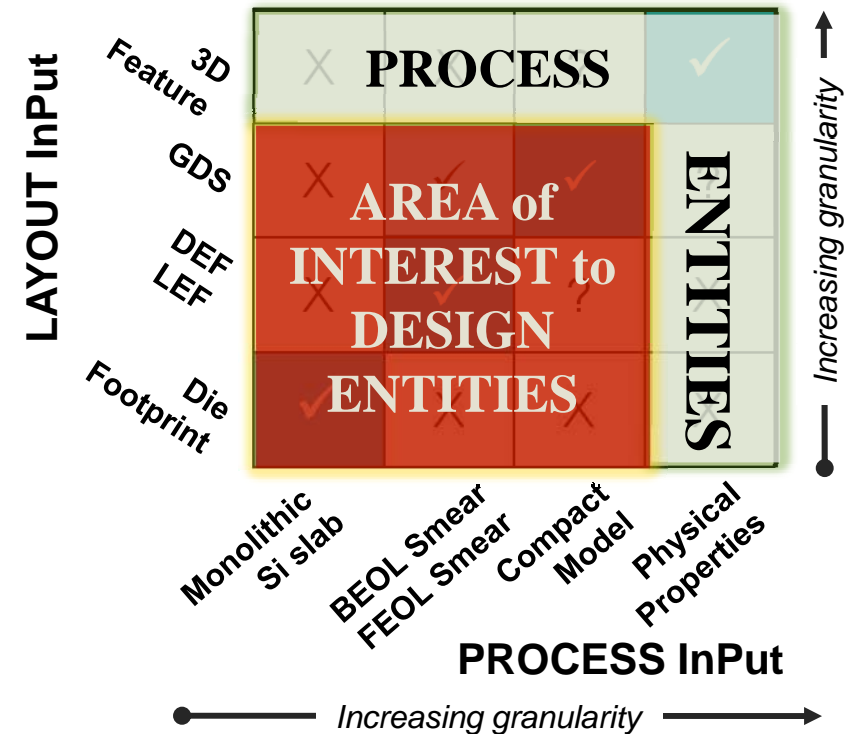 3D
Feature
GDS
DEF
LEF
Die
Footprint
LAYOUT InPut
X X ✓
PROCESS
X ✓ ✓
X ✓ ?
✓ X X X
AREA of
INTEREST to
DESIGN
ENTITIES
ENTITIES
Increasing granularity
Monolithic
Si slab
BEOL Smear
FEOL Smear
Compact
Model
Physical
Properties
PROCESS InPut
Increasing granularity